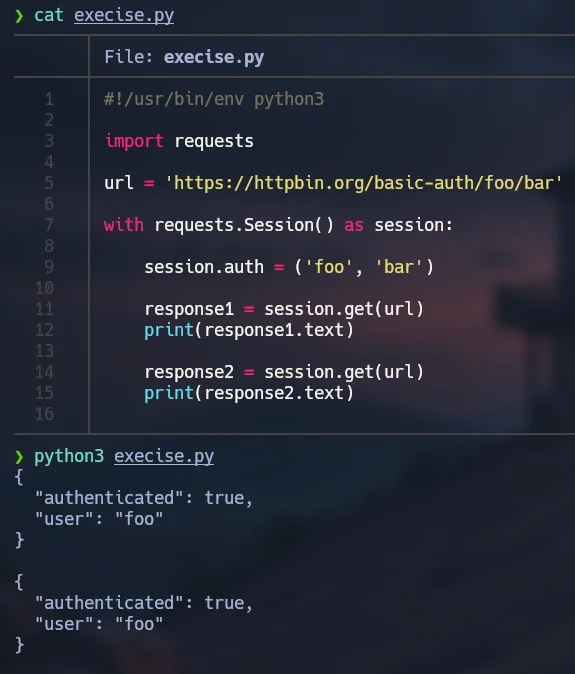 ❯ cat execise.py
File: execise.py
1 #!/usr/bin/env python3
2
3 import requests
4
5 url = 'https://httpbin.org/basic-auth/foo/bar'
6
7 with requests.Session() as session:
8
9     session.auth = ('foo', 'bar')
10
11     response1 = session.get(url)
12     print(response1.text)
13
14     response2 = session.get(url)
15     print(response2.text)
16
❯ python3 execise.py
{
  "authenticated": true,
  "user": "foo"
}
{
  "authenticated": true,
  "user": "foo"
}